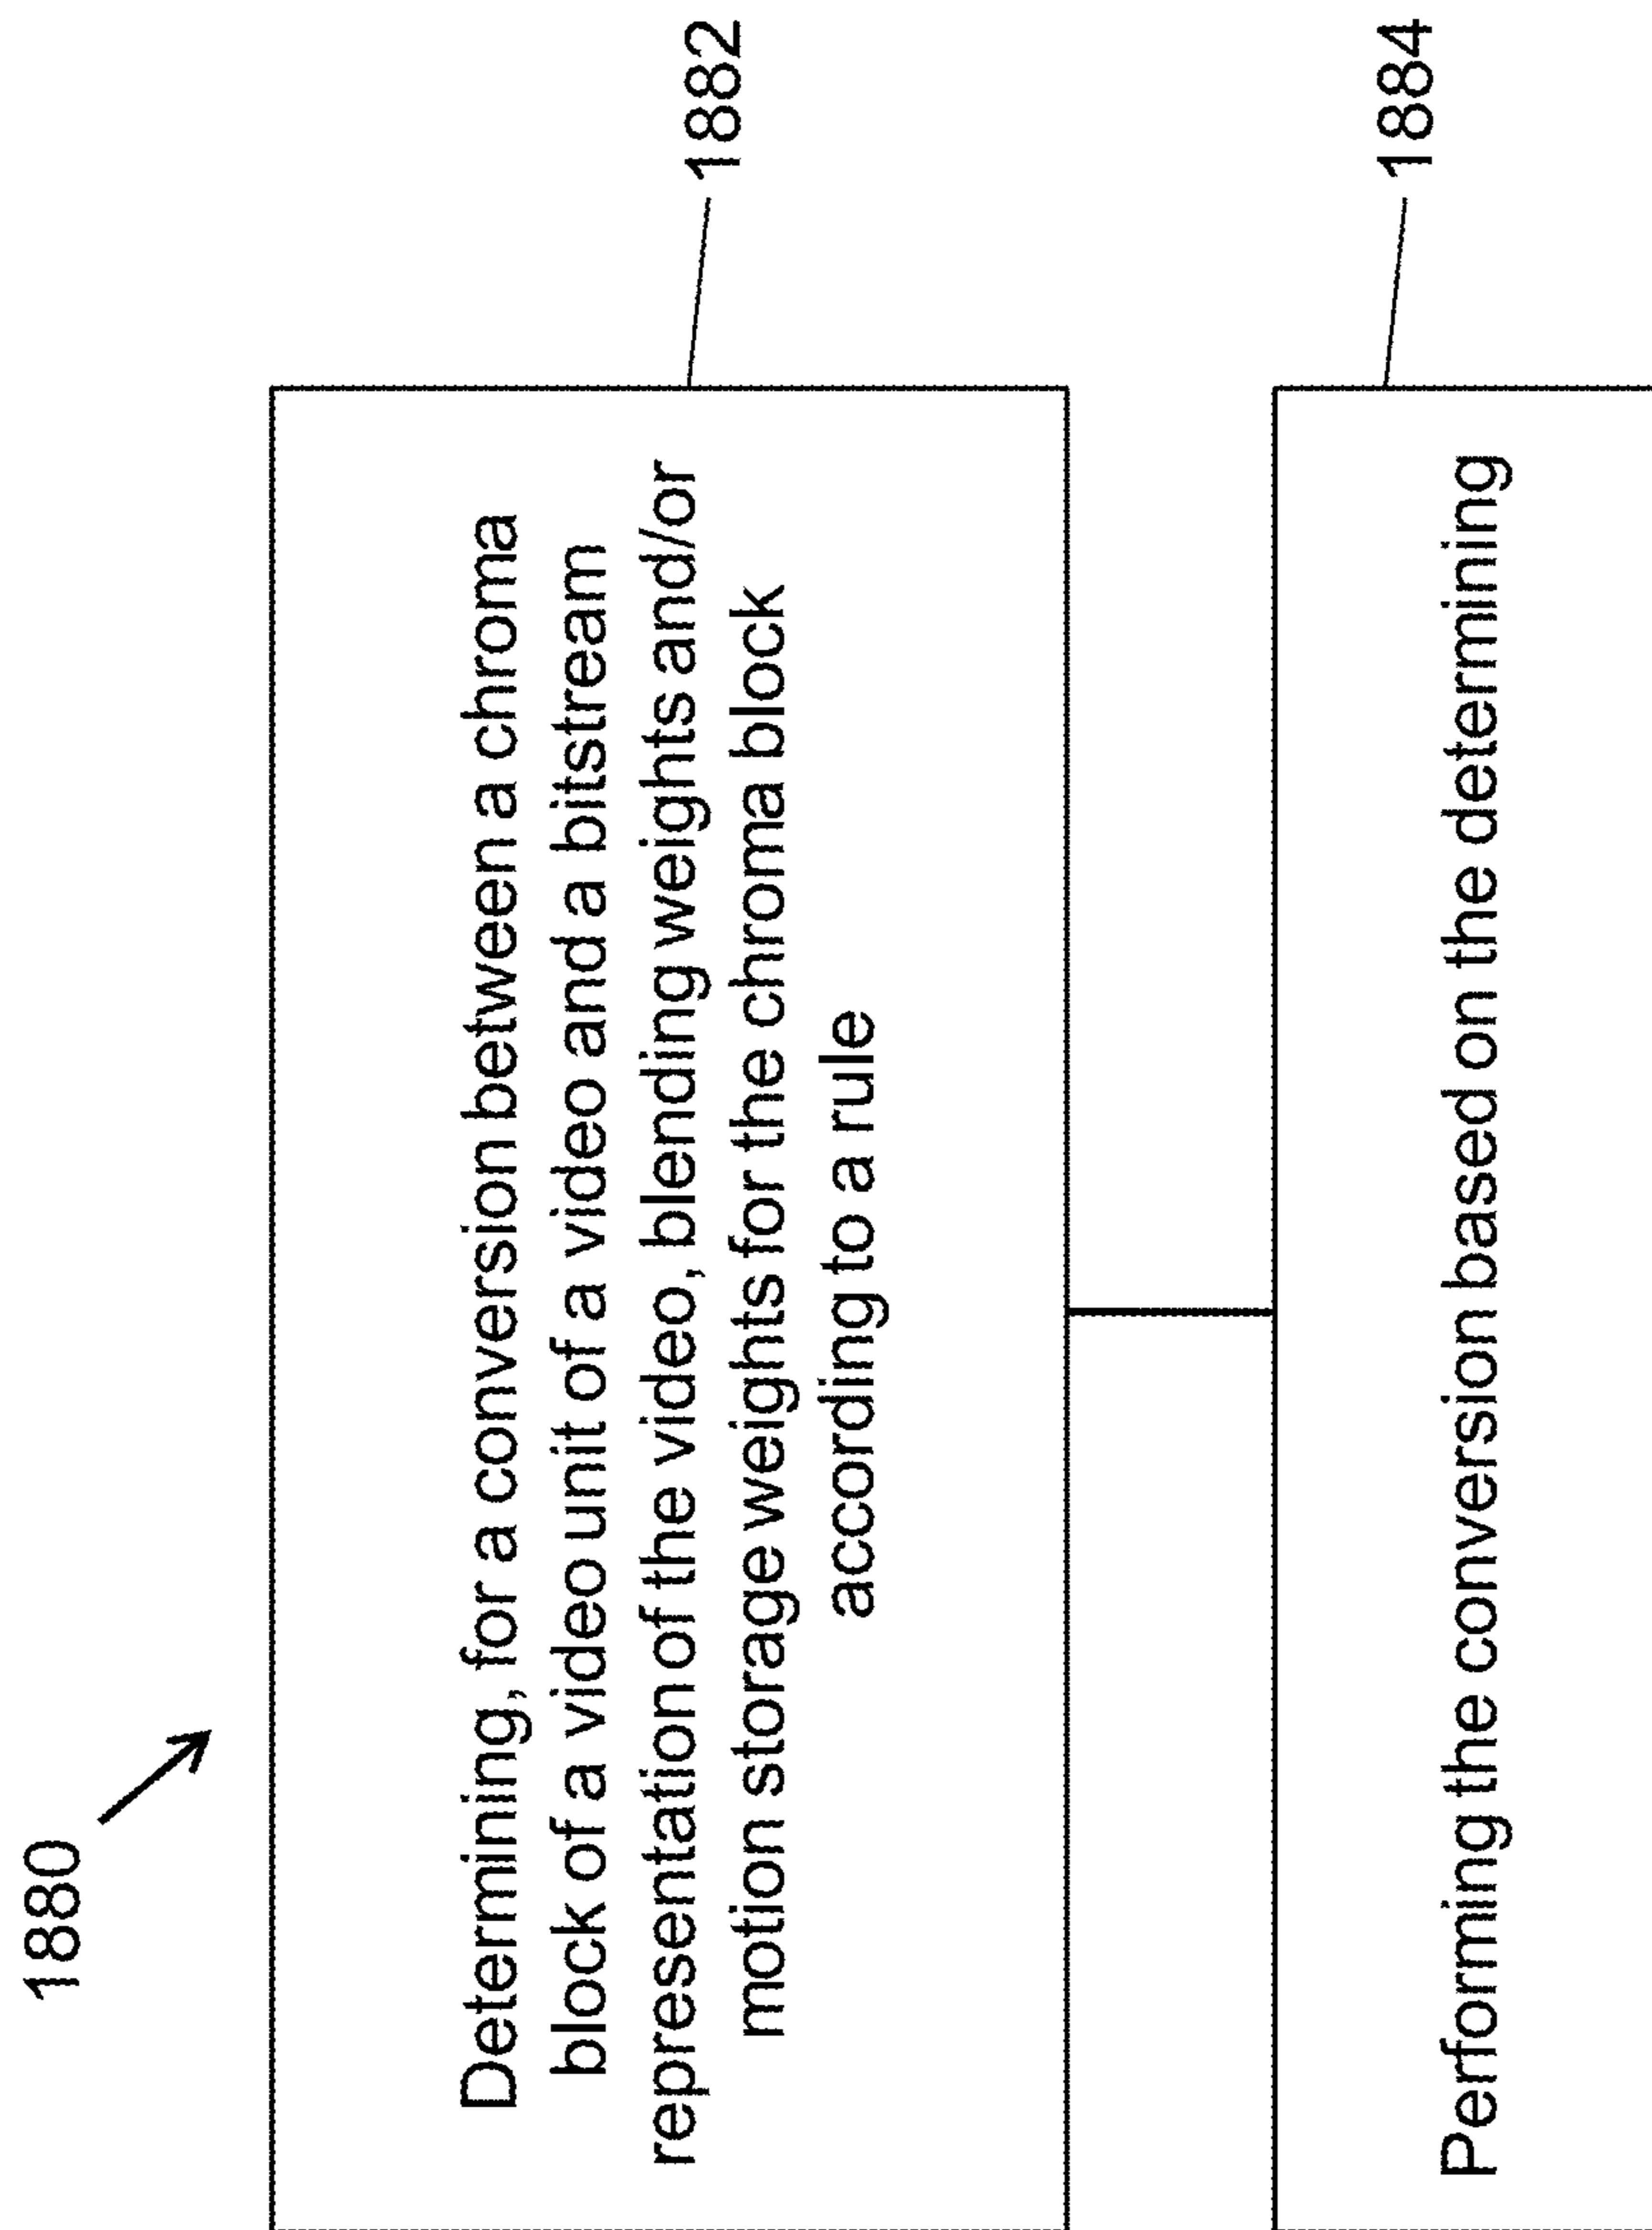 1880
Determining, for a conversion between a chroma
block of a video unit of a video and a bitstream
representation of the video, blending weights and/or
motion storage weights for the chroma block
according to a rule
1882
Performing the conversion based on the determining
1884